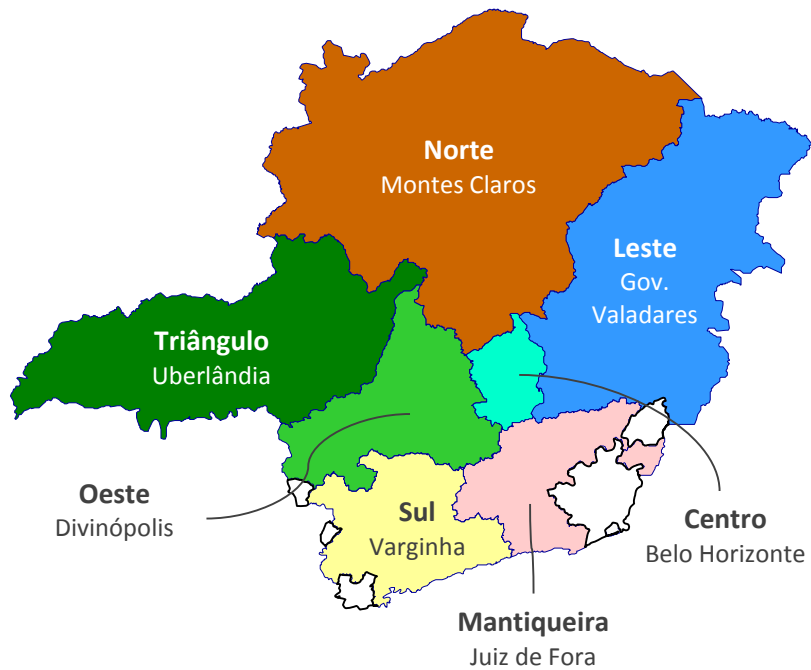 Norte
Montes Claros
Leste
Gov.
Valadares
Triângulo
Uberlândia
Oeste
Divinópolis
Sul
Varginha
Centro
Belo Horizonte
Mantiqueira
Juiz de Fora